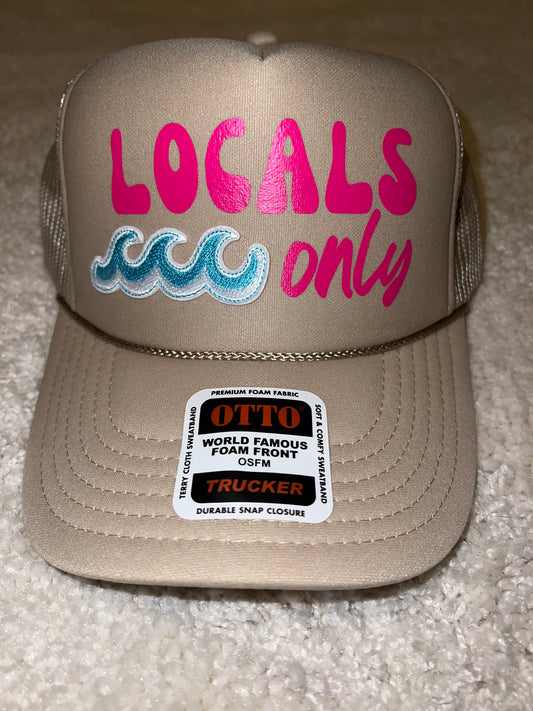 LOCALS
only
PREMIUM FOAM FABRIC
TERRY CLOTH SWEATBAND
SOFT & COMFY SWEATBAND
OTTO
WORLD FAMOUS
FOAM FRONT
OSFM
TRUCKER
DURABLE SNAP CLOSURE